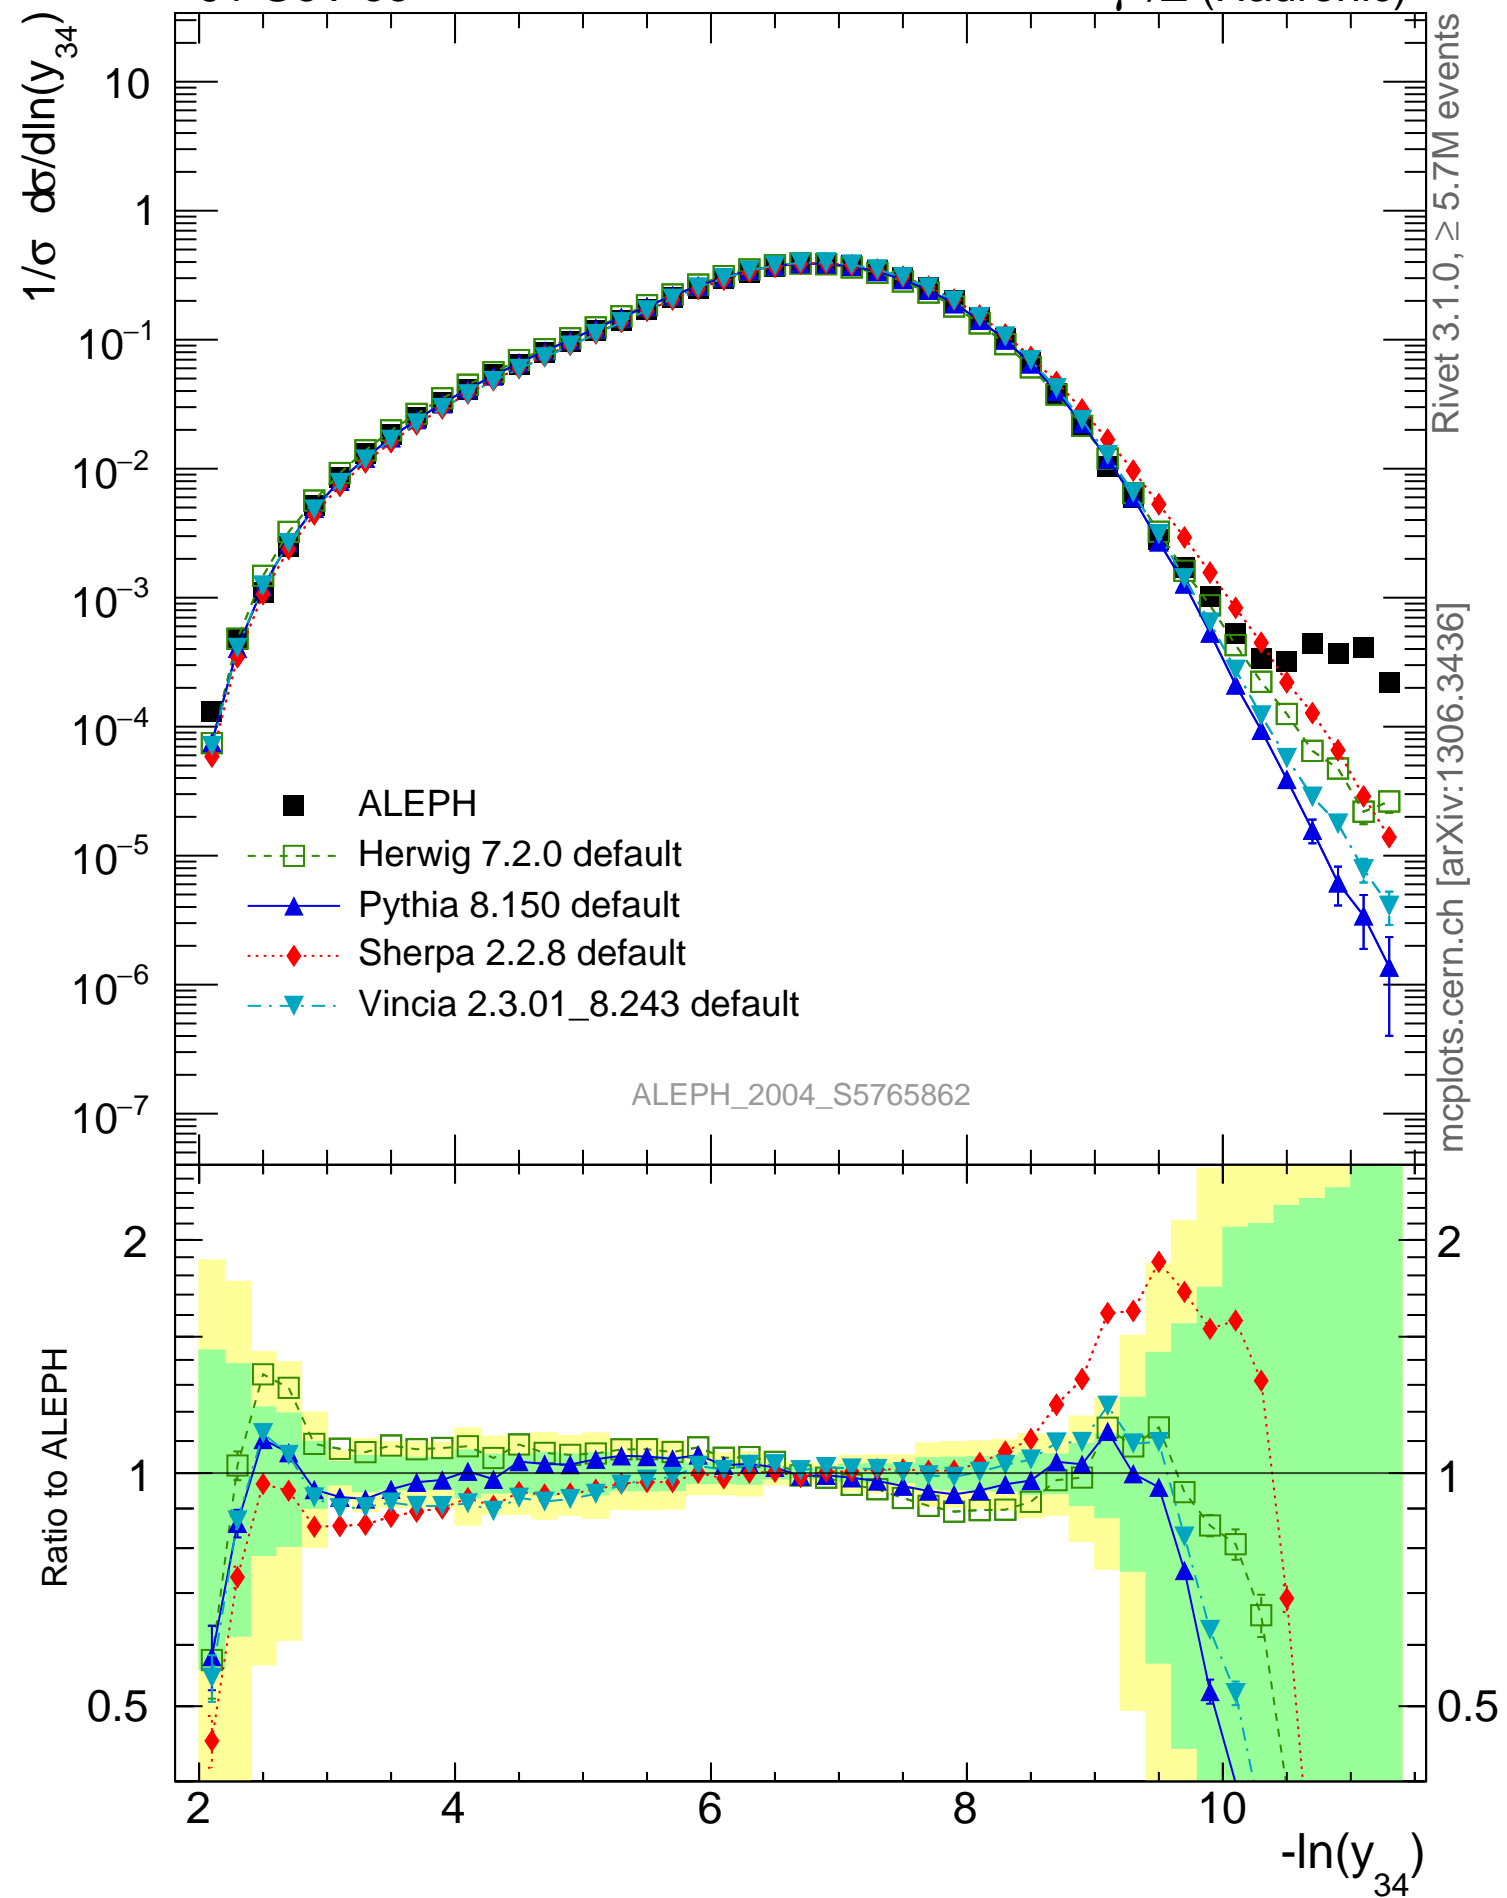 1/σ dσ/dln(y34)
10
1
10−1
10−2
10−3
10−4
10−5
10−6
10−7
ALEPH
Herwig 7.2.0 default
Pythia 8.150 default
Sherpa 2.2.8 default
Vincia 2.3.01_8.243 default
ALEPH_2004_S5765862
Rivet 3.1.0, ≥ 5.7M events
mcplots.cern.ch [arXiv:1306.3436]
Ratio to ALEPH
2
1
0.5
2
1
0.5
2 4 6 8 10
-ln(y34)